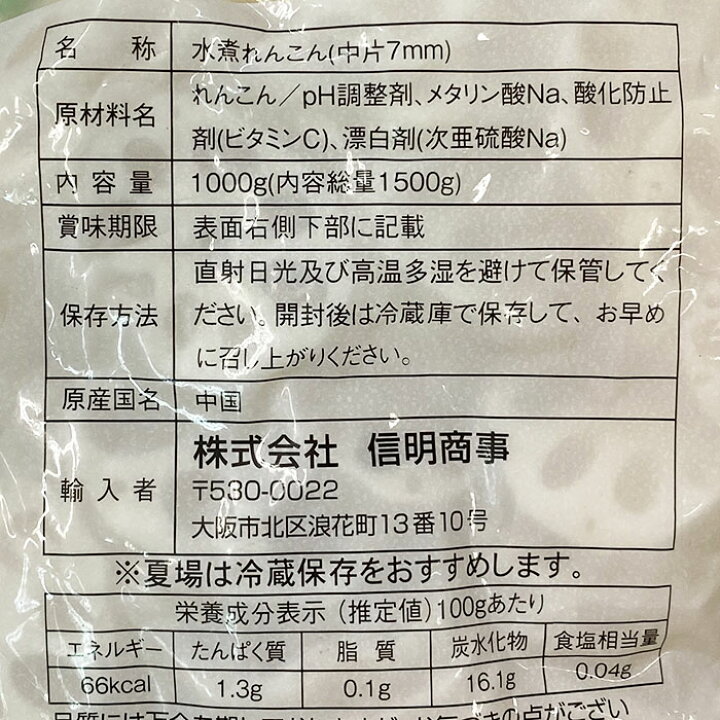 名称 水煮れんこん(中片7mm)
原材料名 れんこん/pH調整剤、メタリン酸Na、酸化防止
剤(ビタミンC)、漂白剤(次亜硫酸Na)
内容量 1000g(内容総量1500g)
賞味期限 表面右側下部に記載
保存方法 直射日光及び高温多湿を避けて保管してく
ださい。開封後は冷蔵庫で保存して、お早め
に召し上がりください。
原産国名 中国
輸入者 株式会社 信明商事
〒530-0022
大阪市北区浪花町13番10号
※夏場は冷蔵保存をおすすめします。
栄養成分表示(推定値)100gあたり
エネルギー たんぱく質 脂質 炭水化物 食塩相当量
66kcal 1.3g 0.1g 16.1g 0.04g